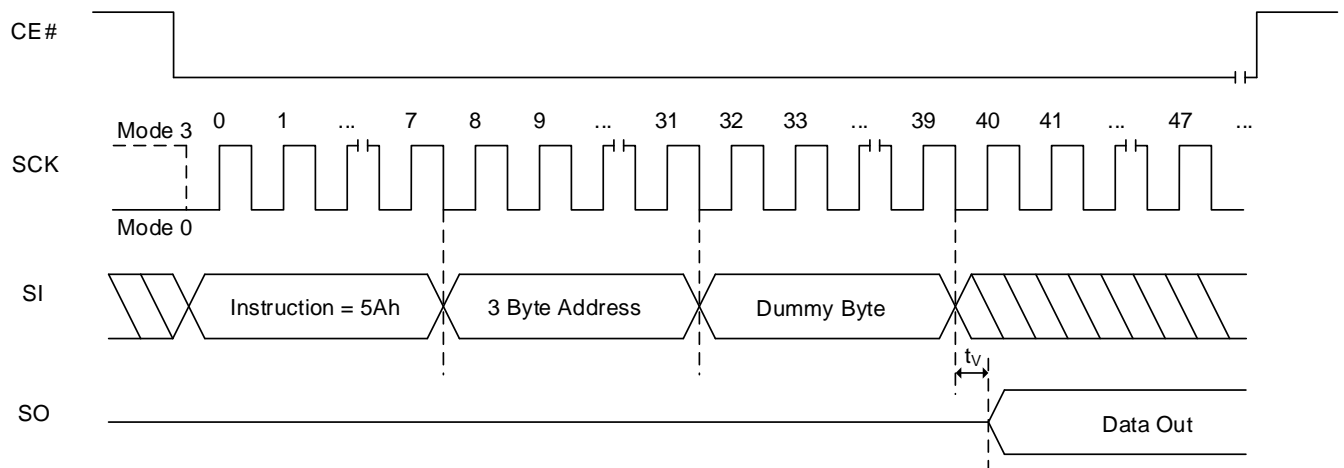 CE#
0 1 ... 7 8 9 ... 31 32 33 ... 39 40 41 ... 47 ...
Mode 3
SCK
Mode 0
SI
Instruction = 5Ah
3 Byte Address
Dummy Byte
tV
SO
Data Out